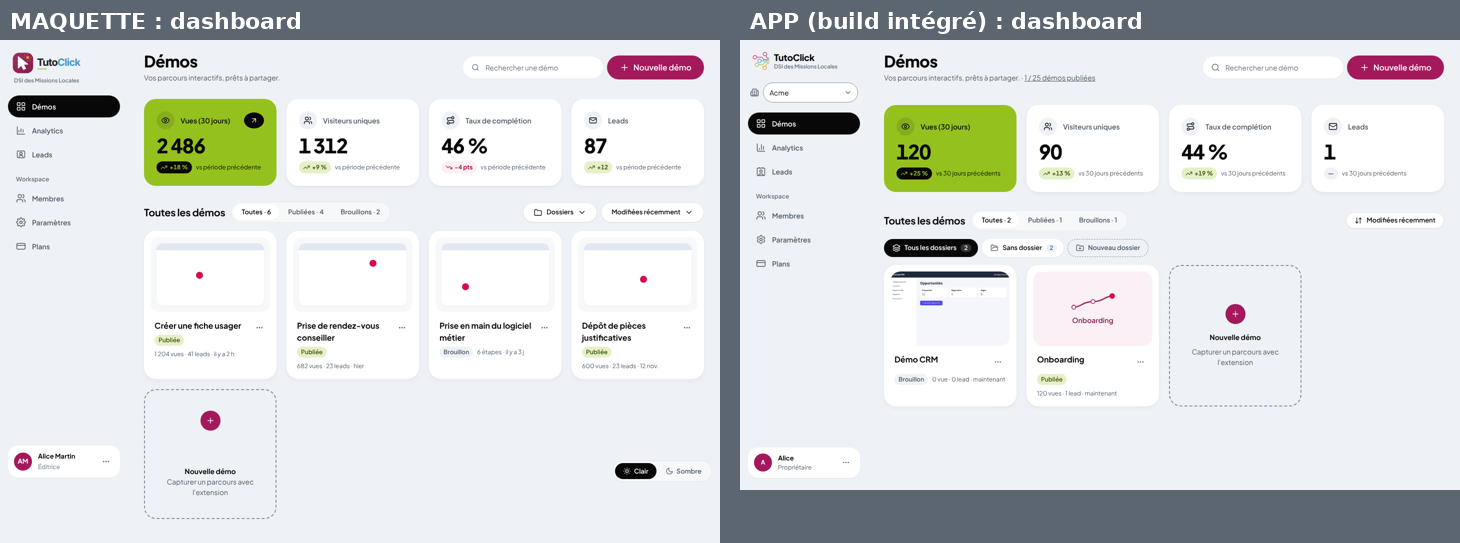 MAQUETTE : dashboard
TutoClick
DSI des Missions Locales
Démos
Vos parcours interactifs, prêts à partager.
Rechercher une démo
Nouvelle démo
Démos
Analytics
Leads
Workspace
Membres
Paramètres
Plans
Vues (30 jours)
2 486
+18 %
vs période précédente
Visiteurs uniques
1 312
+9 %
vs période précédente
Taux de complétion
46 %
−4 pts
vs période précédente
Leads
87
+12
vs période précédente
Toutes les démos
Toutes · 6
Publiées · 4
Brouillons · 2
Dossiers
Modifiées récemment
Créer une fiche usager
...
Publiée
1 204 vues · 41 leads · il y a 2 h
Prise de rendez-vous
conseiller
...
Publiée
682 vues · 23 leads · hier
Prise en main du logiciel
métier
...
Brouillon
6 étapes · il y a 3 j
Dépôt de pièces
justificatives
...
Publiée
600 vues · 23 leads · 12 nov.
Nouvelle démo
Capturer un parcours avec
l'extension
AM
Alice Martin
Éditrice
...
Clair
Sombre
APP (build intégré) : dashboard
TutoClick
DSI des Missions Locales
Acme
Démos
Vos parcours interactifs, prêts à partager. · 1 / 25 démos publiées
Rechercher une démo
Nouvelle démo
Démos
Analytics
Leads
Workspace
Membres
Paramètres
Plans
Vues (30 jours)
120
+25 %
vs 30 jours précédents
Visiteurs uniques
90
+13 %
vs 30 jours précédents
Taux de complétion
44 %
+19 %
vs 30 jours précédents
Leads
1
—
vs 30 jours précédents
Toutes les démos
Toutes · 2
Publiées · 1
Brouillons · 1
Modifiées récemment
Tous les dossiers 2
Sans dossier 2
Nouveau dossier
Opportunités
Démo CRM
...
Brouillon
0 vue · 0 lead · maintenant
Onboarding
Onboarding
...
Publiée
120 vues · 1 lead · maintenant
Nouvelle démo
Capturer un parcours avec
l'extension
A
Alice
Propriétaire
...